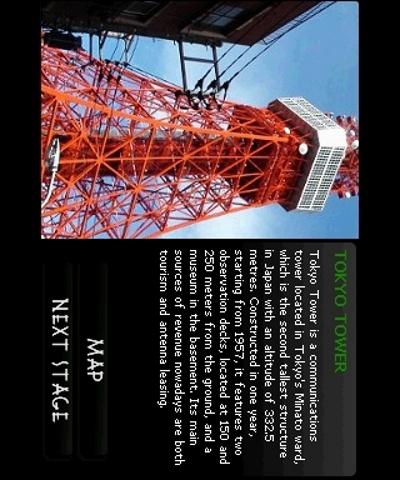 TOKYO TOWER
Tokyo Tower is a communications
tower located in Tokyo's Minato ward,
which is the second tallest structure
in Japan with an altitude of 332.5
metres. Constructed in one year,
starting from 1957, it features two
observation decks, located at 150 and
250 meters from the ground, and a
museum in the basement. Its main
sources of revenue nowadays are both
tourism and antenna leasing.
MAP
NEXT STAGE